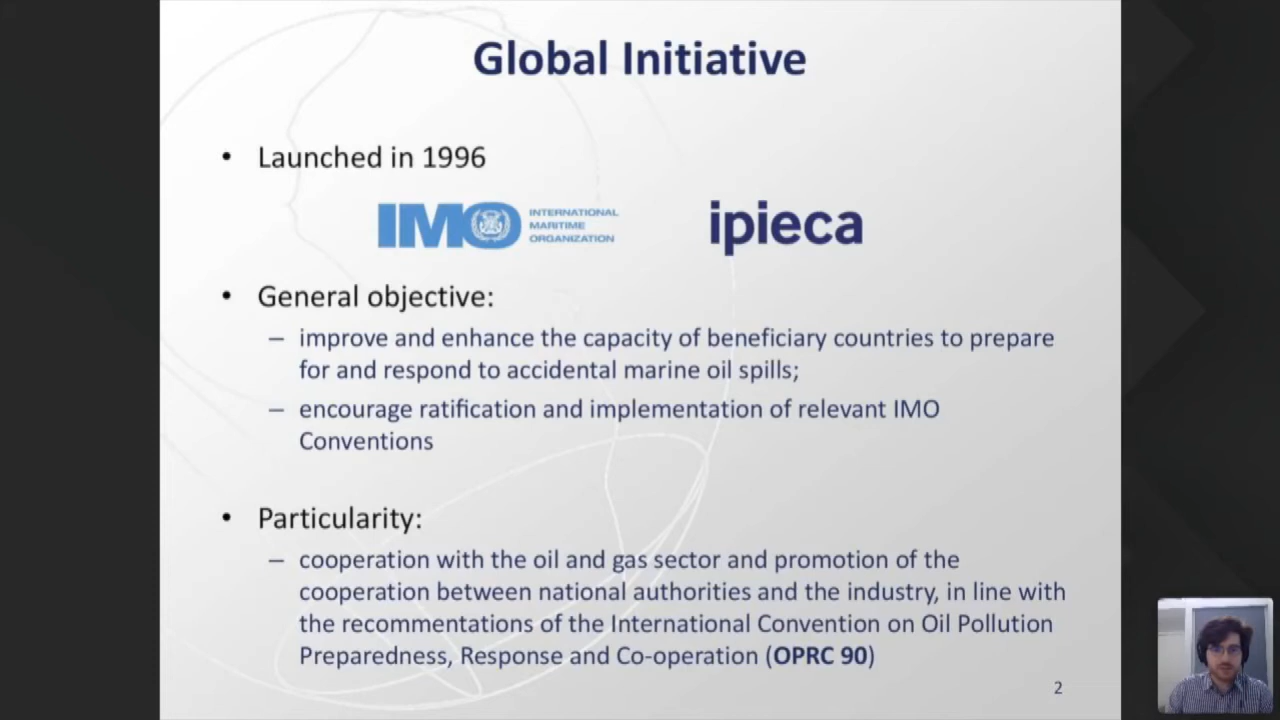 Global Initiative
• Launched in 1996
IMO INTERNATIONAL
MARITIME
ORGANIZATION
ipieca
• General objective:
– improve and enhance the capacity of beneficiary countries to prepare
for and respond to accidental marine oil spills;
– encourage ratification and implementation of relevant IMO
Conventions
• Particularity:
– cooperation with the oil and gas sector and promotion of the
cooperation between national authorities and the industry, in line with
the recommentations of the International Convention on Oil Pollution
Preparedness, Response and Co-operation (OPRC 90)
2